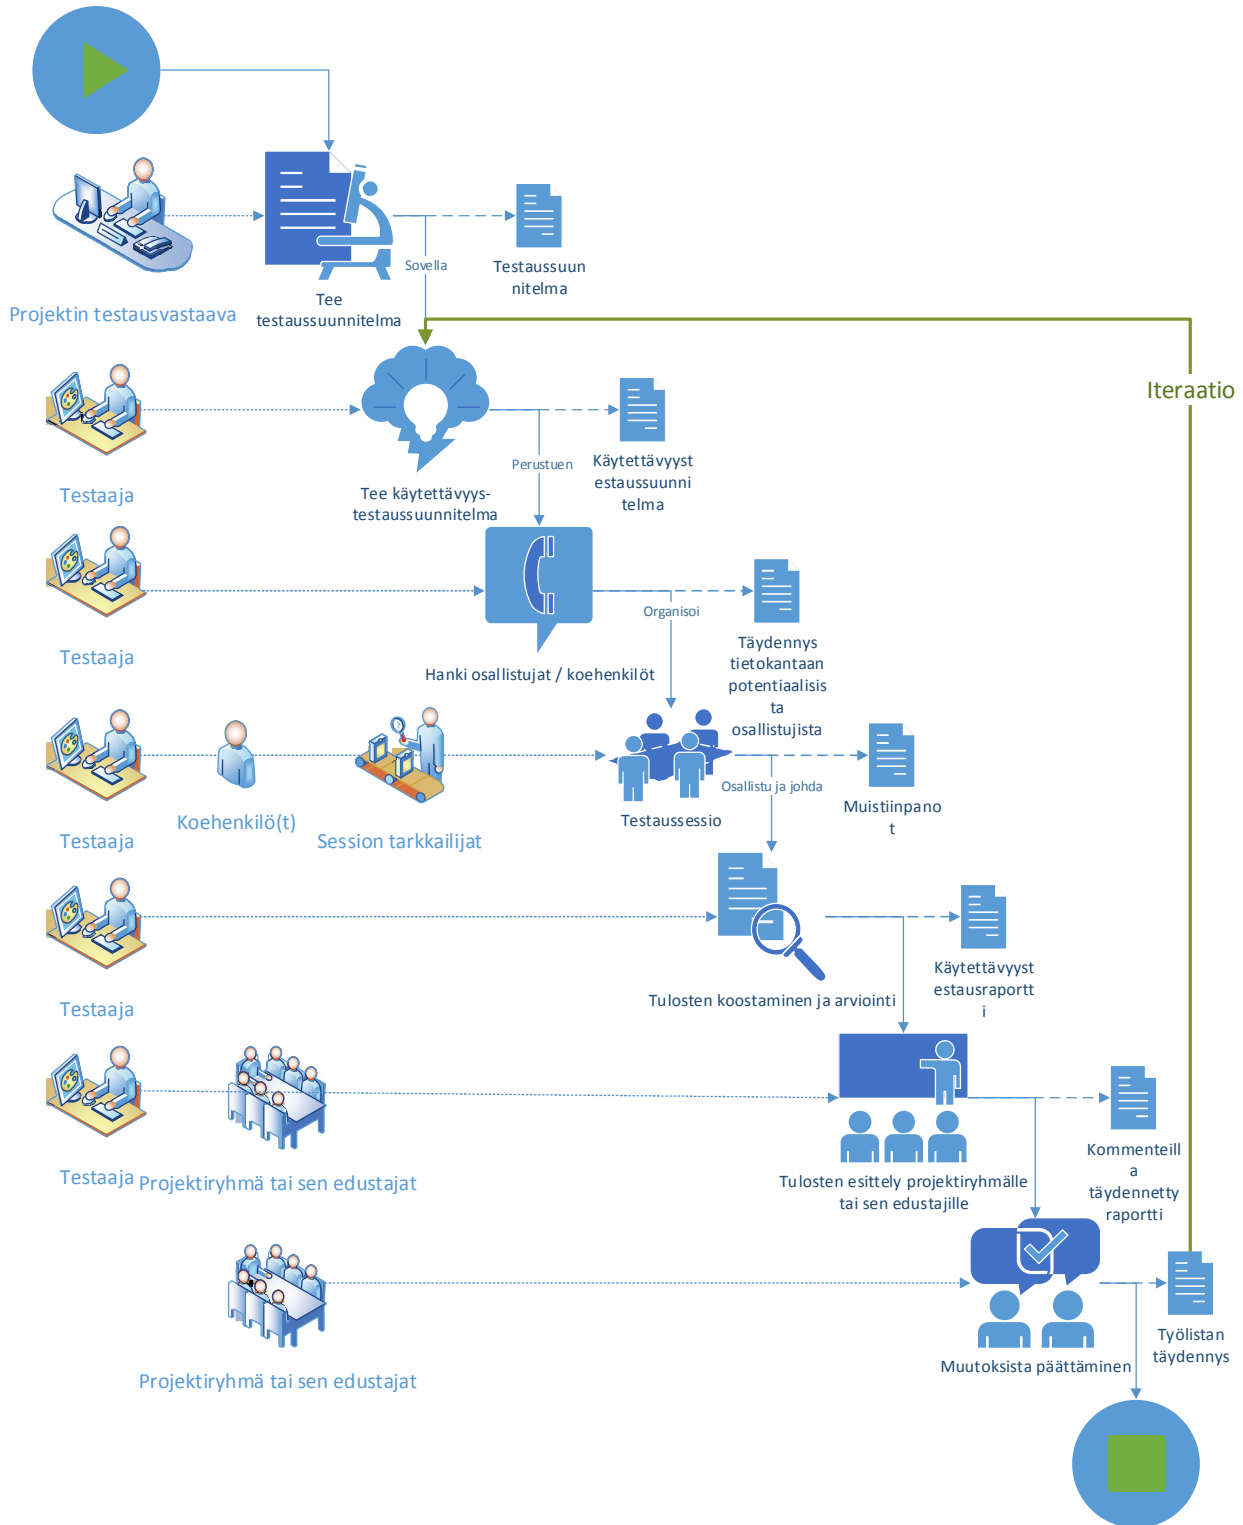 Sovella
Testaussuun
nitelma
Tee
testaussuunnitelma
Projektin testausvastaava
Iteraatio
Perustuen
Käytettävyyst
estaussuunni
telma
Tee käytettävyys-
testaussuunnitelma
Testaaja
Organisoi
Täydennys
tietokantaan
potentiaalisis
ta
osallistujista
Hanki osallistujat / koehenkilöt
Testaaja
Osallistu ja johda
Muistiinpano
t
Testaussessio
Testaaja
Koehenkilö(t)
Session tarkkailijat
Käytettävyyst
estausraportt
i
Tulosten koostaminen ja arviointi
Testaaja
Kommenteill
a
täydennetty
raportti
Tulosten esittely projektiryhmälle
tai sen edustajille
Testaaja
Projektiryhmä tai sen edustajat
Työlistan
täydennys
Muutoksista päättäminen
Projektiryhmä tai sen edustajat